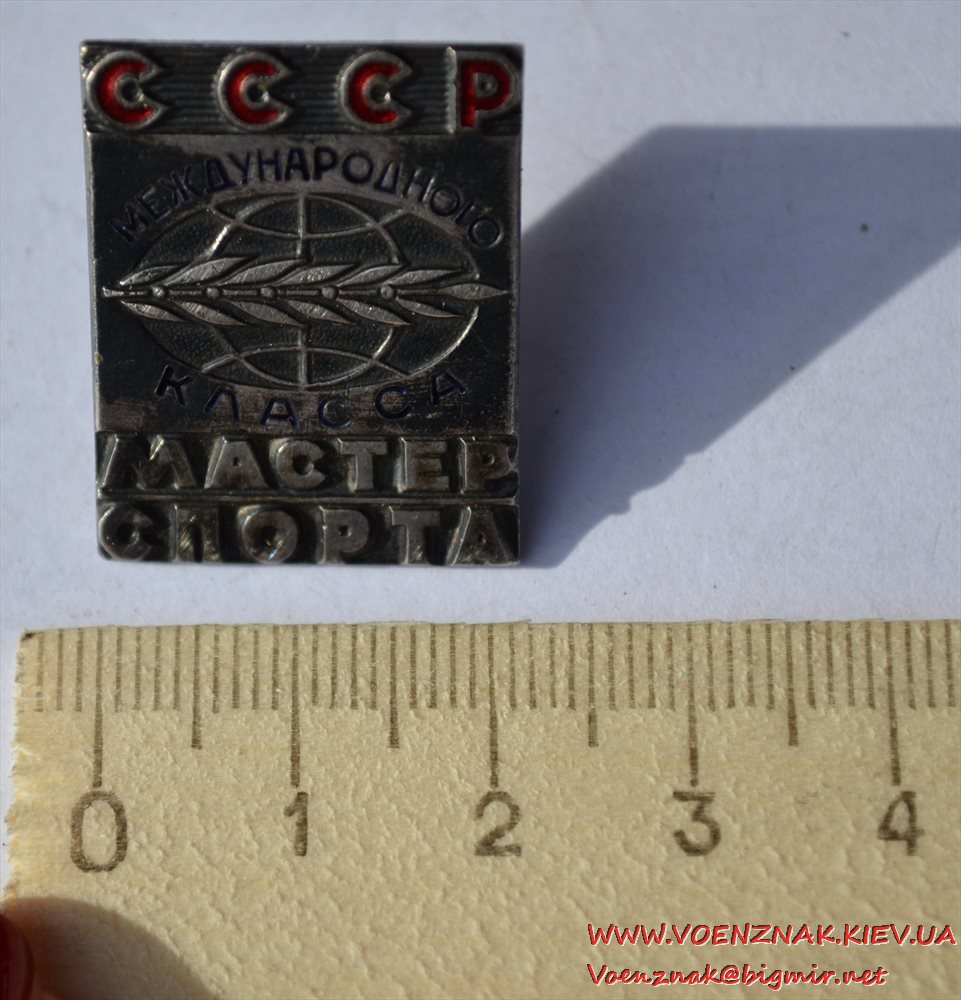 СССР
МЕЖДУНАРОДНОГО
КЛАССА
МАСТЕР
СПОРТА
0 1 2 3 4
WWW.VOENZNAK.KIEV.UA
Voenznak@bigmir.net